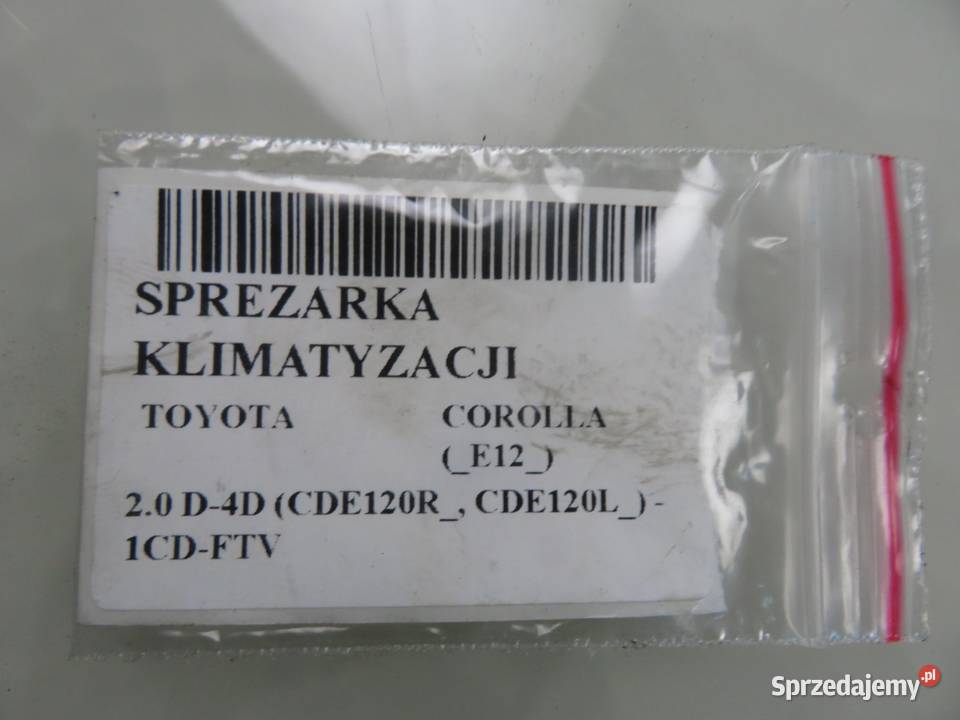 SPREZARKA
KLIMATYZACJI
TOYOTA COROLLA
(_E12_)
2.0 D-4D (CDE120R_, CDE120L_) -
1CD-FTV
Sprzedajemy.pl